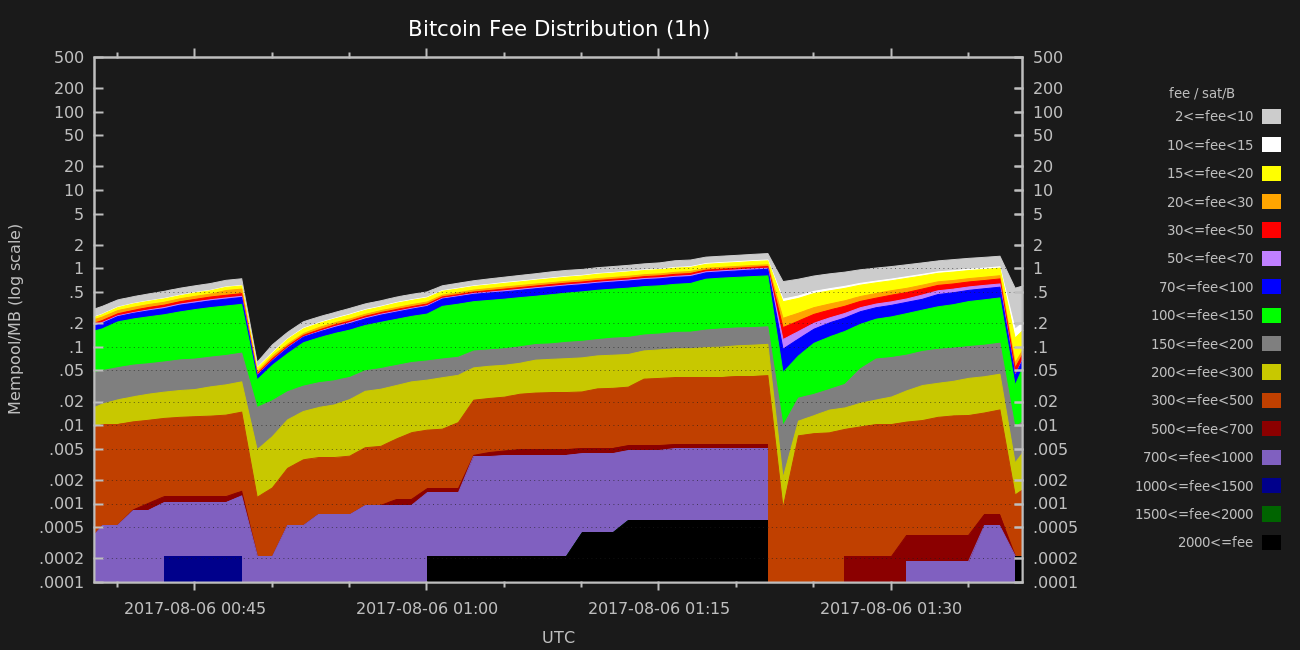 Bitcoin Fee Distribution (1h)
Mempool/MB (log scale)
500
200
100
50
20
10
5
2
1
.5
.2
.1
.05
.02
.01
.005
.002
.001
.0005
.0002
.0001
500
200
100
50
20
10
5
2
1
.5
.2
.1
.05
.02
.01
.005
.002
.001
.0005
.0002
.0001
2017-08-06 00:45
2017-08-06 01:00
2017-08-06 01:15
2017-08-06 01:30
UTC
fee / sat/B
2<=fee<10
10<=fee<15
15<=fee<20
20<=fee<30
30<=fee<50
50<=fee<70
70<=fee<100
100<=fee<150
150<=fee<200
200<=fee<300
300<=fee<500
500<=fee<700
700<=fee<1000
1000<=fee<1500
1500<=fee<2000
2000<=fee